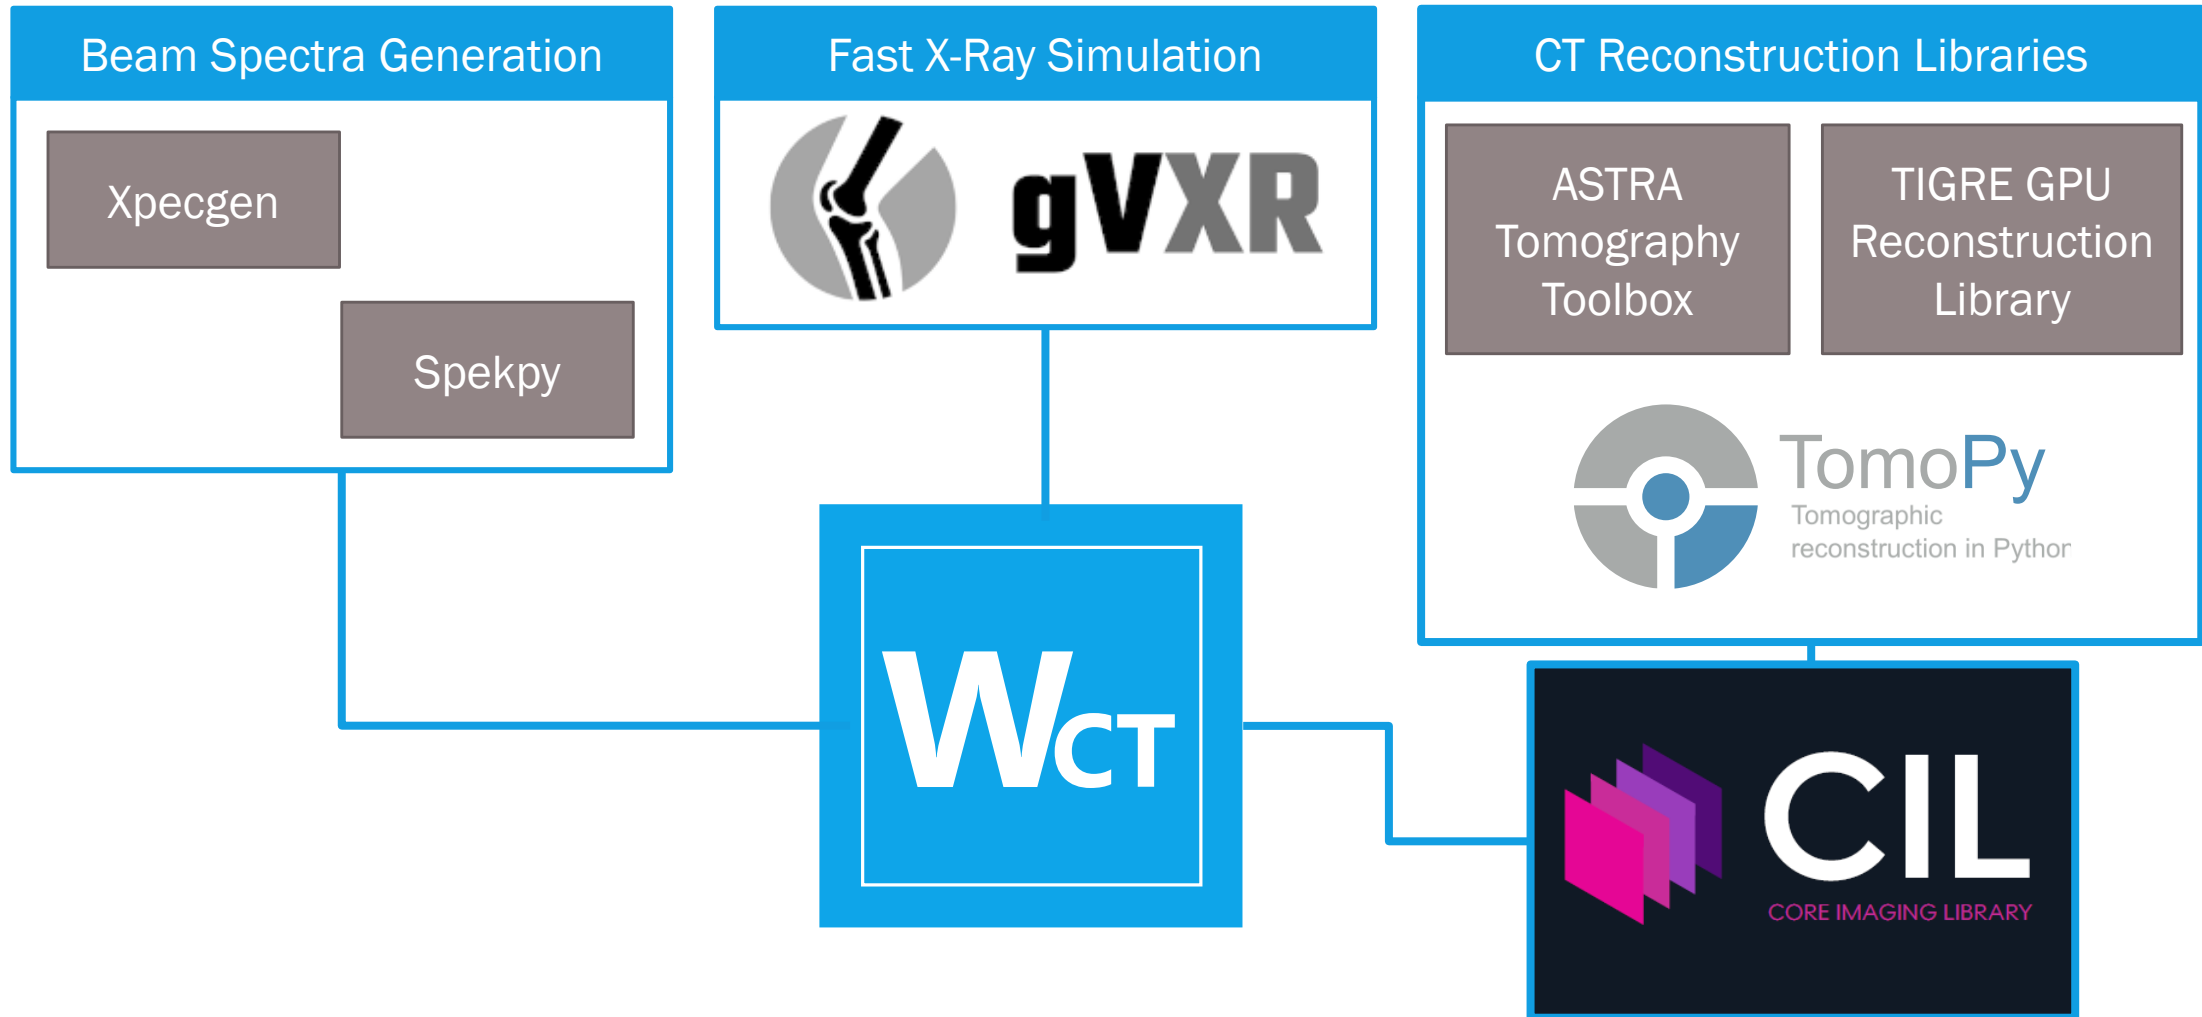 Beam Spectra Generation
Xpecgen
Spekpy
Fast X-Ray Simulation
gVXR
CT Reconstruction Libraries
ASTRA
Tomography
Toolbox
TIGRE GPU
Reconstruction
Library
TomoPy
Tomographic
reconstruction in Python
WCT
CIL
CORE IMAGING LIBRARY